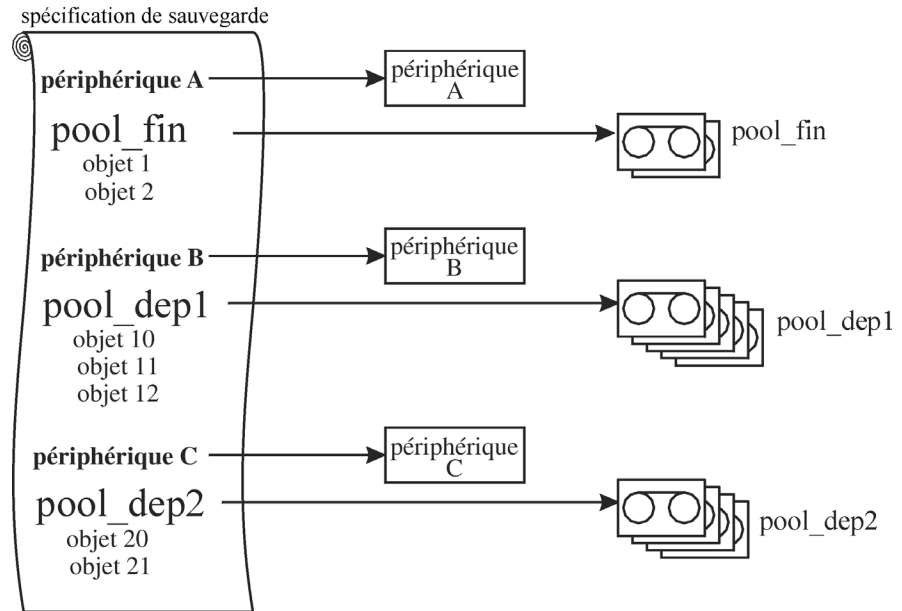 spécification de sauvegarde
périphérique A
périphérique
A
pool_fin
pool_fin
objet 1
objet 2
périphérique B
périphérique
B
pool_dep1
pool_dep1
objet 10
objet 11
objet 12
périphérique C
périphérique
C
pool_dep2
pool_dep2
objet 20
objet 21